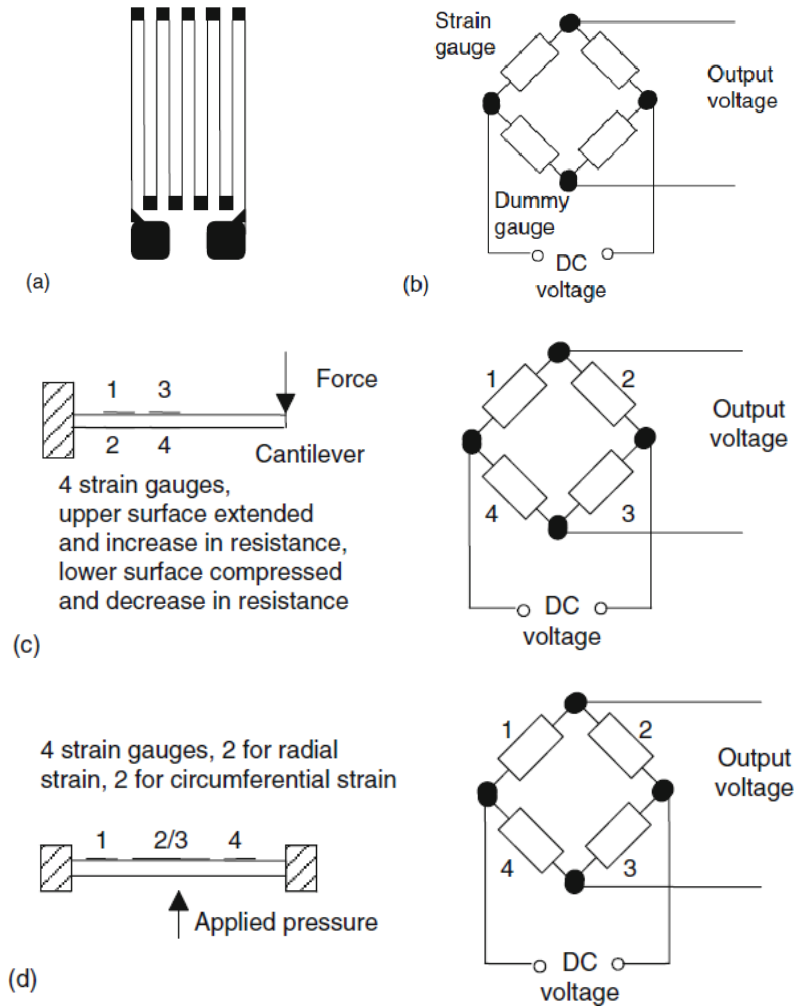 (a)
Strain
gauge
Output
voltage
Dummy
gauge
DC
voltage
(b)
1 3
2 4
Force
Cantilever
4 strain gauges,
upper surface extended
and increase in resistance,
lower surface compressed
and decrease in resistance
1 2
4 3
Output
voltage
DC
voltage
(c)
4 strain gauges, 2 for radial
strain, 2 for circumferential strain
1 2/3 4
Applied pressure
1 2
4 3
Output
voltage
DC
voltage
(d)